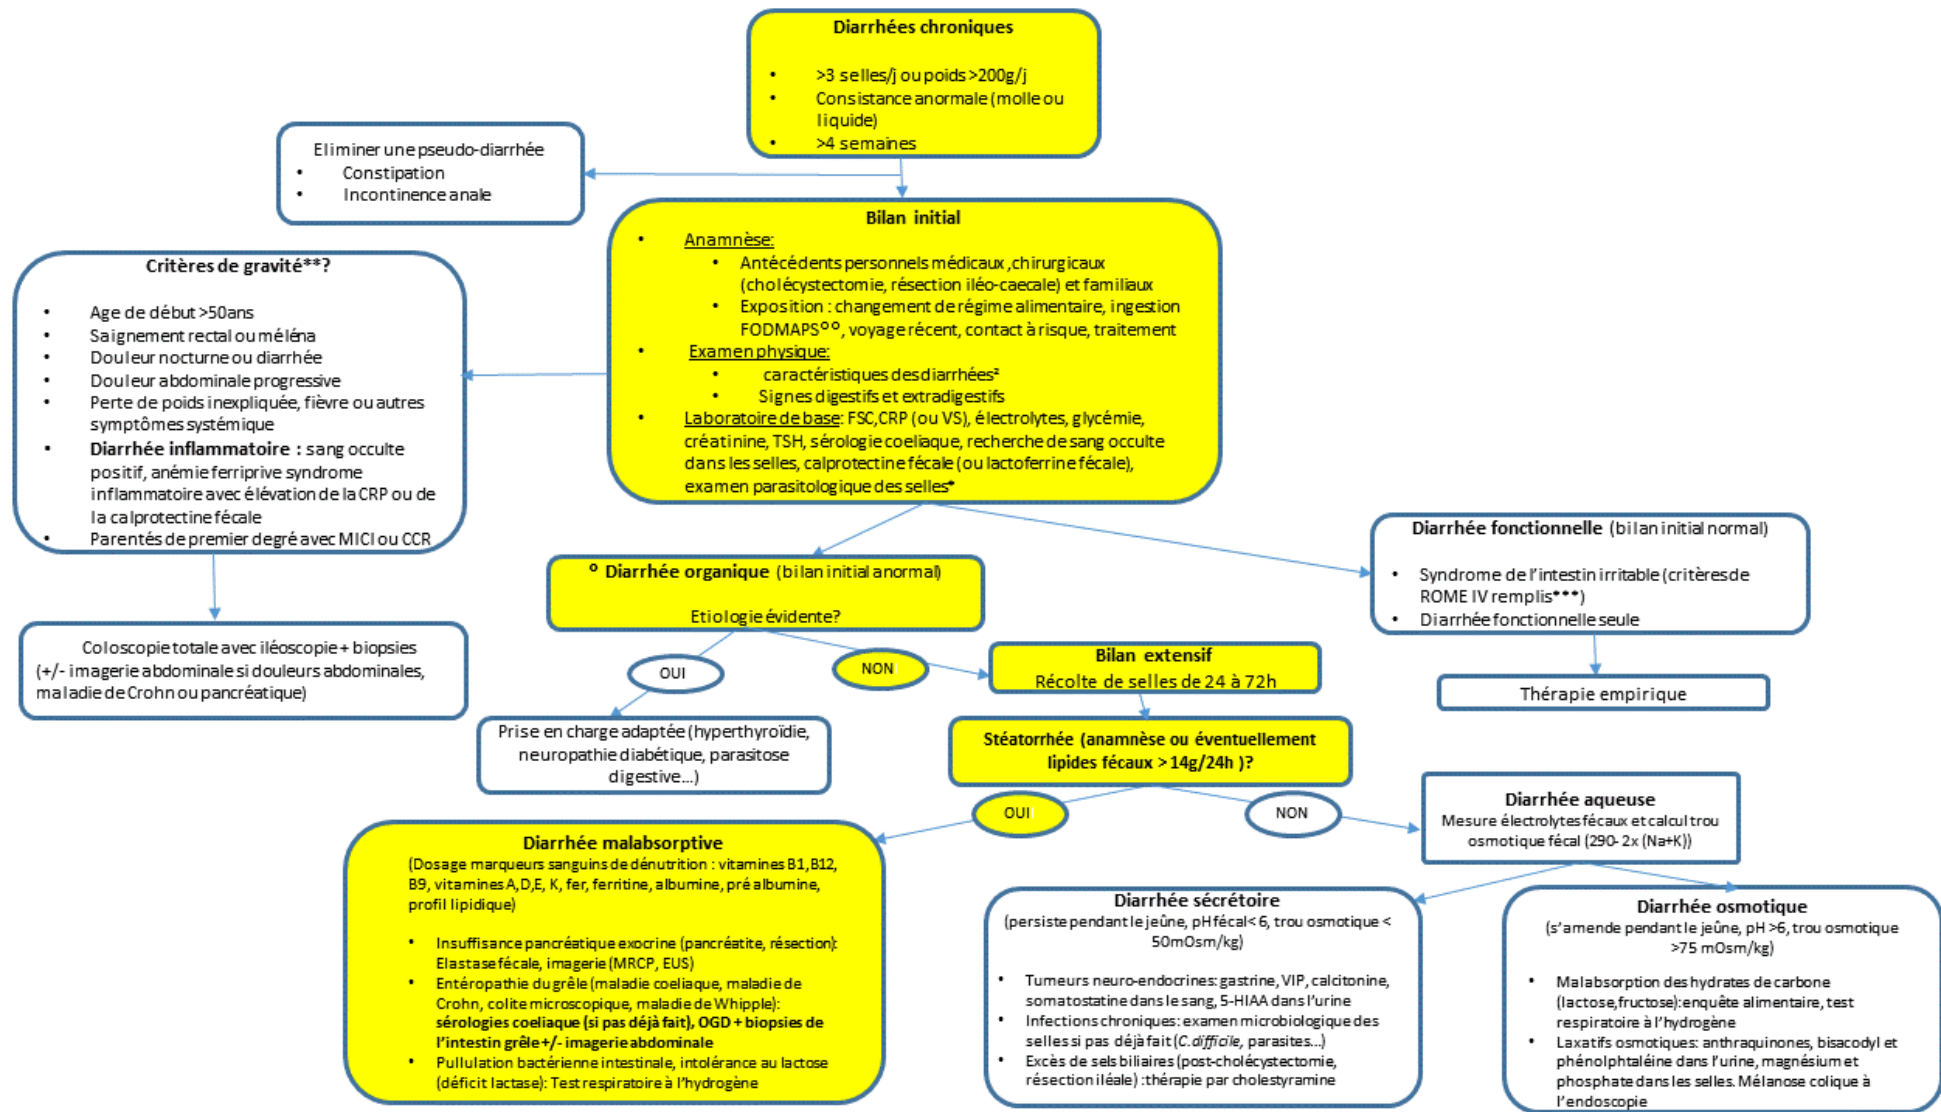 Diarrhées chroniques
• >3 selles/j ou poids >200g/j
• Consistance anormale (molle ou
liquide)
• >4 semaines
Eliminer une pseudo-diarrhée
• Constipation
• Incontinence anale
Bilan initial
• Anamnèse:
• Antécédents personnels médicaux ,chirurgicaux
(cholécystectomie, résection iléo-caecale) et familiaux
• Exposition : changement de régime alimentaire, ingestion
FODMAPS°°, voyage récent, contact à risque, traitement
• Examen physique:
• caractéristiques des diarrhées²
• Signes digestifs et extradigestifs
• Laboratoire de base: FSC,CRP (ou VS), électrolytes, glycémie,
créatinine, TSH, sérologie coeliaque, recherche de sang occulte
dans les selles, calprotectine fécale (ou lactoferrine fécale),
examen parasitologique des selles*
Critères de gravité**?
• Age de début >50ans
• Saignement rectal ou méléna
• Douleur nocturne ou diarrhée
• Douleur abdominale progressive
• Perte de poids inexpliquée, fièvre ou autres
symptômes systémique
• Diarrhée inflammatoire : sang occulte
positif, anémie ferriprive syndrome
inflammatoire avec élévation de la CRP ou de
la calprotectine fécale
• Parentés de premier degré avec MICI ou CCR
Coloscopie totale avec iléoscopie + biopsies
(+/- imagerie abdominale si douleurs abdominales,
maladie de Crohn ou pancréatique)
° Diarrhée organique (bilan initial anormal)
Etiologie évidente?
Diarrhée fonctionnelle (bilan initial normal)
• Syndrome de l'intestin irritable (critères de
ROME IV remplis***)
• Diarrhée fonctionnelle seule
Thérapie empirique
OUI
NON
Prise en charge adaptée (hyperthyroïdie,
neuropathie diabétique, parasitose
digestive...)
Bilan extensif
Récolte de selles de 24 à 72h
Stéatorrhée (anamnèse ou éventuellement
lipides fécaux > 14g/24h )?
OUI
NON
Diarrhée malabsorptive
(Dosage marqueurs sanguins de dénutrition : vitamines B1,B12,
B9, vitamines A,D,E, K, fer, ferritine, albumine, pré albumine,
profil lipidique)
• Insuffisance pancréatique exocrine (pancréatite, résection):
Elastase fécale, imagerie (MRCP, EUS)
• Entéropathie du grêle (maladie coeliaque, maladie de
Crohn, colite microscopique, maladie de Whipple):
sérologies coeliaque (si pas déjà fait), OGD + biopsies de
l'intestin grêle +/- imagerie abdominale
• Pullulation bactérienne intestinale, intolérance au lactose
(déficit lactase): Test respiratoire à l'hydrogène
Diarrhée aqueuse
Mesure électrolytes fécaux et calcul trou
osmotique fécal (290- 2x (Na+K))
Diarrhée sécrétoire
(persiste pendant le jeûne, pH fécal< 6, trou osmotique <
50mOsm/kg)
• Tumeurs neuro-endocrines: gastrine, VIP, calcitonine,
somatostatine dans le sang, 5-HIAA dans l'urine
• Infections chroniques: examen microbiologique des
selles si pas déjà fait (C.difficile, parasites...)
• Excès de sels biliaires (post-cholécystectomie,
résection iléale) :thérapie par cholestyramine
Diarrhée osmotique
(s'amende pendant le jeûne, pH >6, trou osmotique
>75 mOsm/kg)
• Malabsorption des hydrates de carbone
(lactose,fructose):enquête alimentaire, test
respiratoire à l'hydrogène
• Laxatifs osmotiques: anthraquinones, bisacodyl et
phénolphtaléine dans l'urine, magnésium et
phosphate dans les selles. Mélanose colique à
l'endoscopie